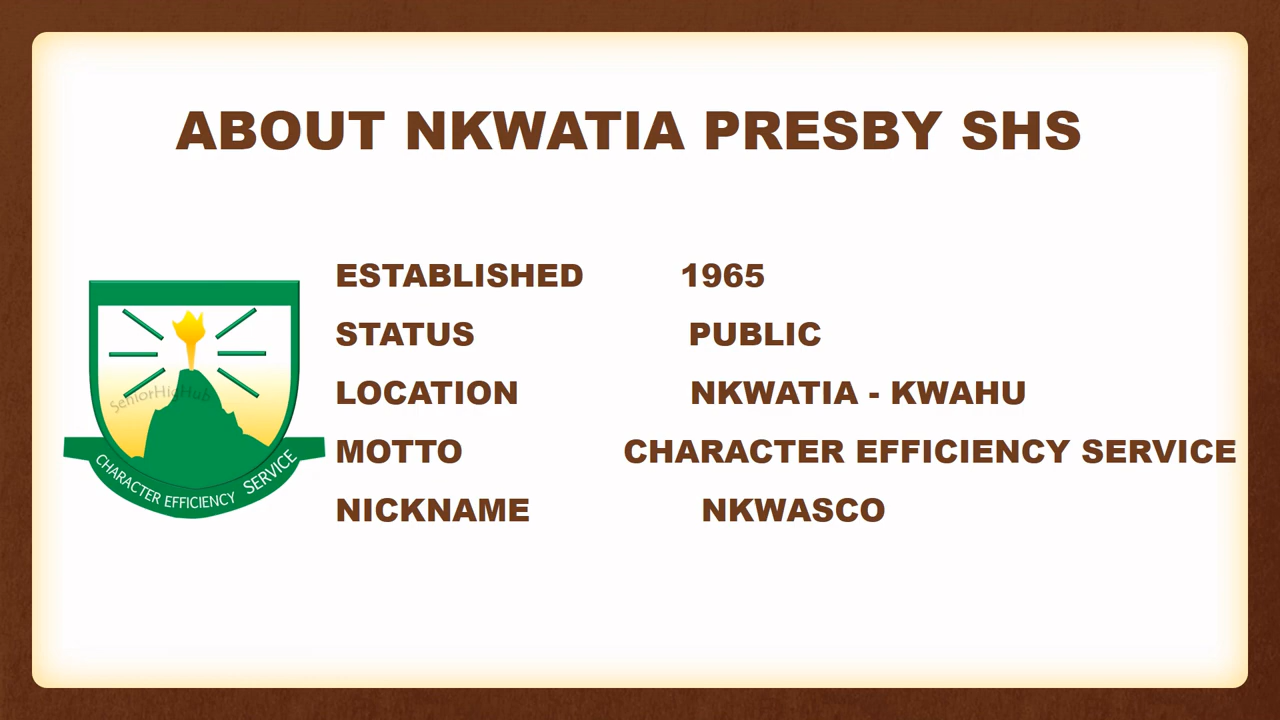 ABOUT NKWATIA PRESBY SHS
ESTABLISHED 1965
STATUS PUBLIC
LOCATION NKWATIA - KWAHU
MOTTO CHARACTER EFFICIENCY SERVICE
NICKNAME NKWASCO
SeniorHigHub
CHARACTER EFFICIENCY SERVICE